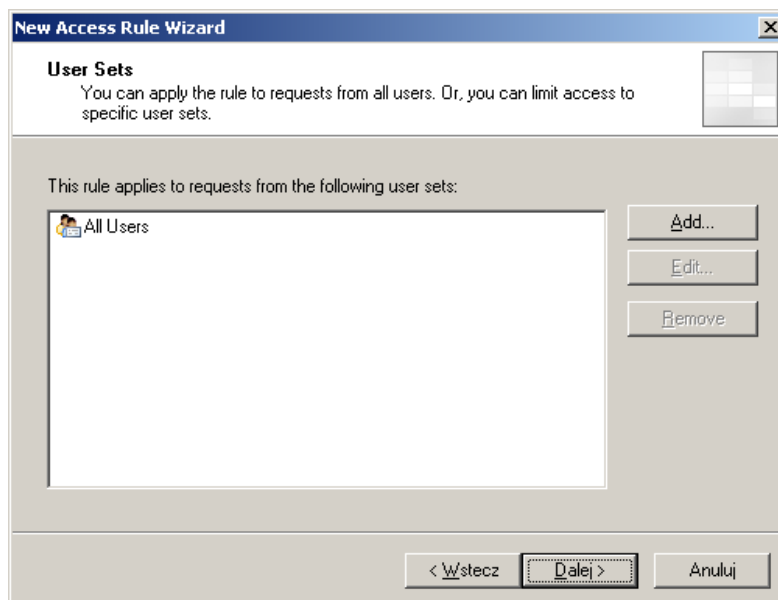 New Access Rule Wizard
User Sets
You can apply the rule to requests from all users. Or, you can limit access to
specific user sets.
This rule applies to requests from the following user sets:
All Users
Add...
Edit...
Remove
< Wstecz
Dalej >
Anuluj